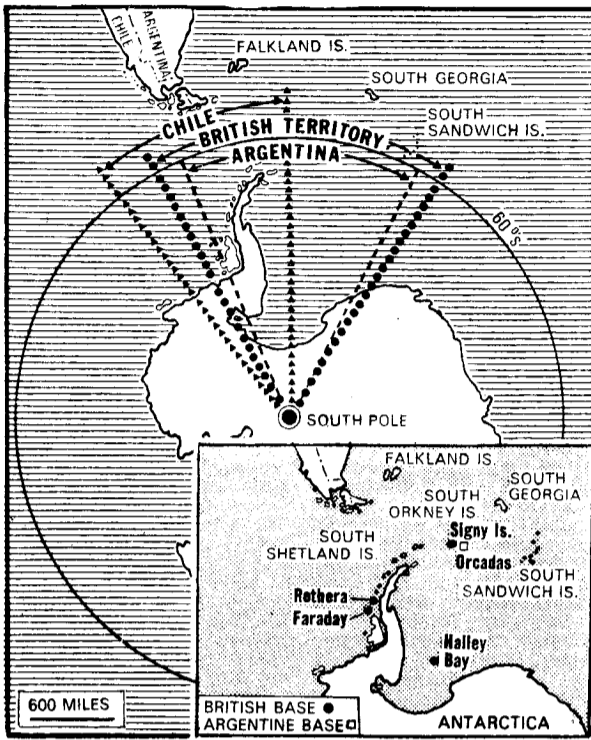 CHILE
ARGENTINA
FALKLAND IS.
SOUTH GEORGIA
SOUTH
SANDWICH IS.
CHILE
BRITISH TERRITORY
ARGENTINA
60°S
SOUTH POLE
FALKLAND IS.
SOUTH
GEORGIA
SOUTH
ORKNEY IS.
Signy Is.
SOUTH
SHETLAND IS.
Orcadas
SOUTH
SANDWICH IS.
Rothera
Faraday
Halley
Bay
600 MILES
BRITISH BASE
ARGENTINE BASE
ANTARCTICA